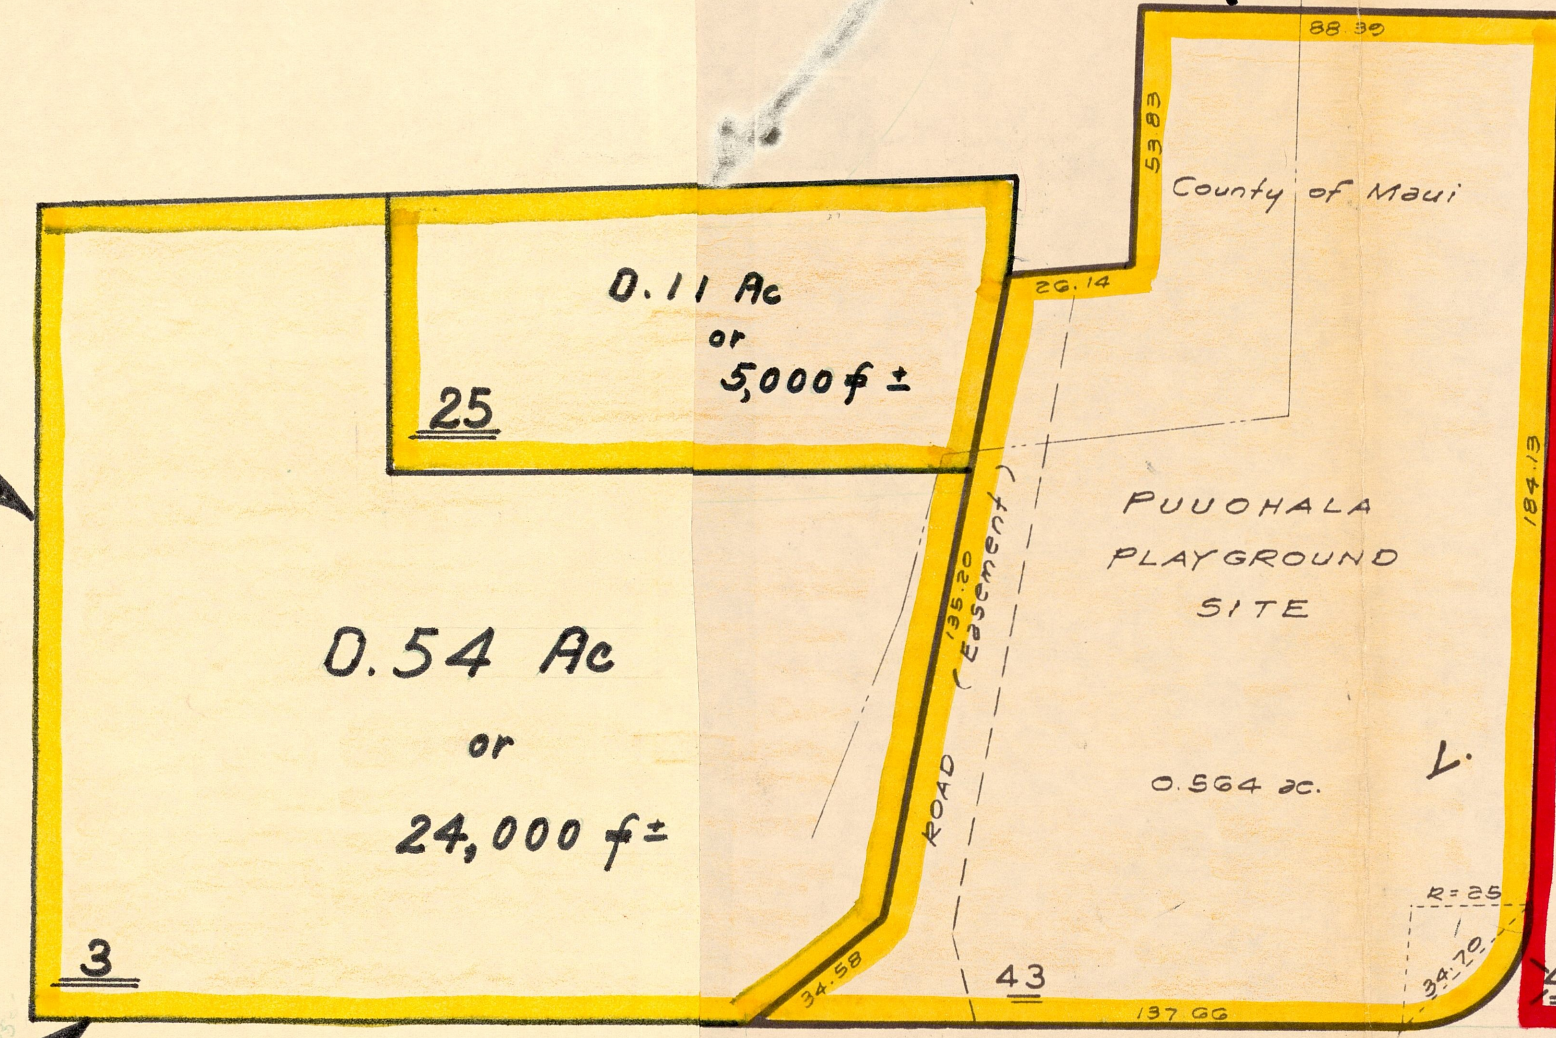 88.39
53.83
County of Maui
26.14
0.11 Ac
or
5,000 ±
25
184.13
PUUOHALA
PLAYGROUND
SITE
135.20
ROAD (Easement)
0.54 Ac
or
24,000 ±
0.564 ac.
R=25
34.70
3
34.58
43
137.66